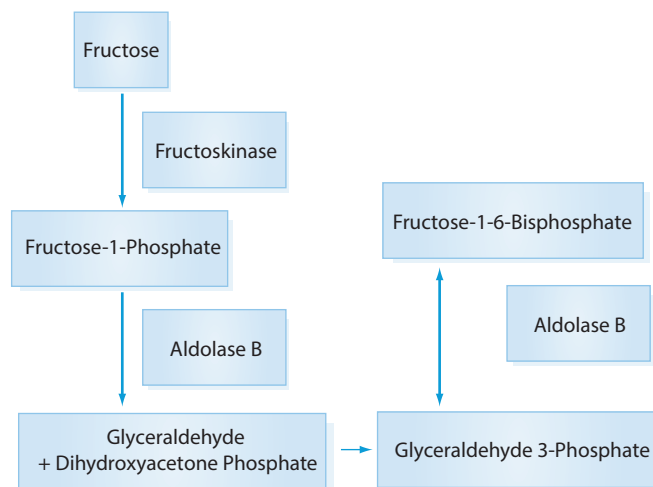 Fructose
Fructoskinase
Fructose-1-Phosphate
Fructose-1-6-Bisphosphate
Aldolase B
Aldolase B
Glyceraldehyde
+ Dihydroxyacetone Phosphate
Glyceraldehyde 3-Phosphate